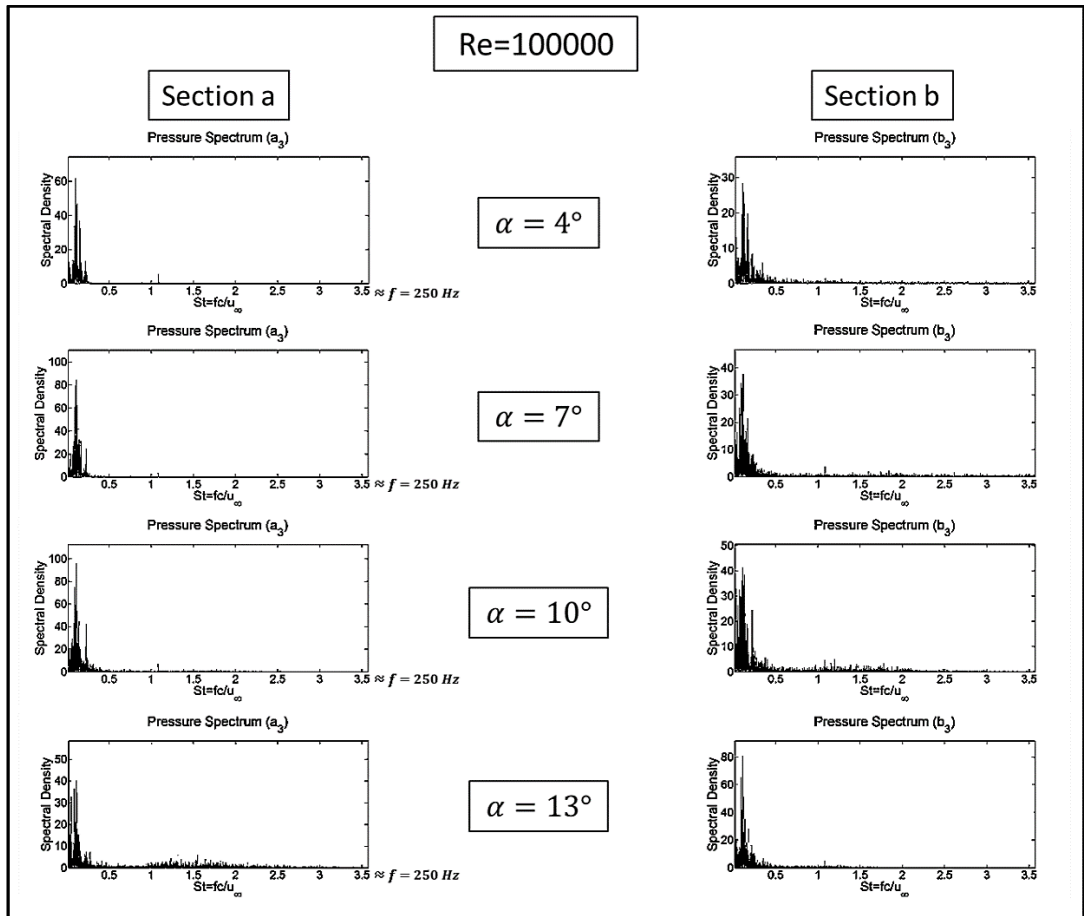 Re=100000
Section a
Section b
Pressure Spectrum (a₃)
Spectral Density
60
40
20
0
0.5 1 1.5 2 2.5 3 3.5
St=fc/u∞
≈ f = 250 Hz
α = 4°
Pressure Spectrum (b₃)
Spectral Density
30
20
10
0
0.5 1 1.5 2 2.5 3 3.5
St=fc/u∞
Pressure Spectrum (a₃)
Spectral Density
100
80
60
40
20
0
0.5 1 1.5 2 2.5 3 3.5
St=fc/u∞
≈ f = 250 Hz
α = 7°
Pressure Spectrum (b₃)
Spectral Density
40
30
20
10
0
0.5 1 1.5 2 2.5 3 3.5
St=fc/u∞
Pressure Spectrum (a₃)
Spectral Density
100
80
60
40
20
0
0.5 1 1.5 2 2.5 3 3.5
St=fc/u∞
≈ f = 250 Hz
α = 10°
Pressure Spectrum (b₃)
Spectral Density
50
40
30
20
10
0
0.5 1 1.5 2 2.5 3 3.5
St=fc/u∞
Pressure Spectrum (a₃)
Spectral Density
50
40
30
20
10
0
0.5 1 1.5 2 2.5 3 3.5
St=fc/u∞
≈ f = 250 Hz
α = 13°
Pressure Spectrum (b₃)
Spectral Density
80
60
40
20
0
0.5 1 1.5 2 2.5 3 3.5
St=fc/u∞